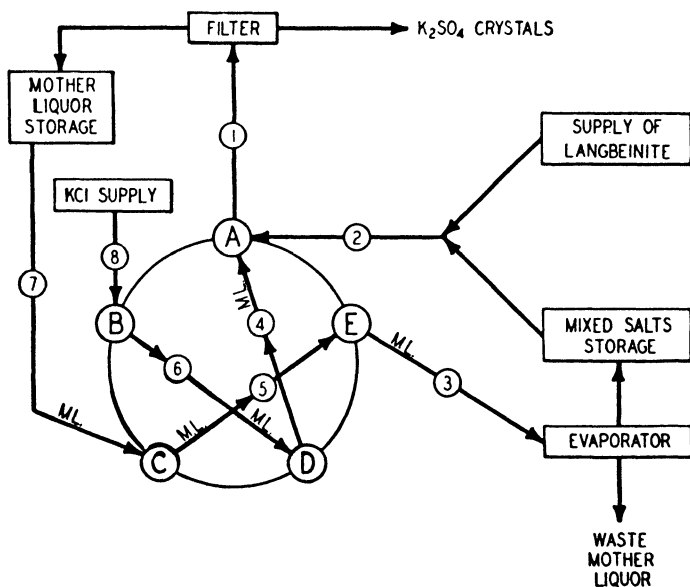 FILTER
K₂SO₄ CRYSTALS
MOTHER
LIQUOR
STORAGE
SUPPLY OF
LANGBEINITE
1
KCl SUPPLY
A
2
8
7
ML.
B
4
E
ML.
MIXED SALTS
STORAGE
6
5
3
ML.
ML.
ML.
C
D
EVAPORATOR
WASTE
MOTHER
LIQUOR